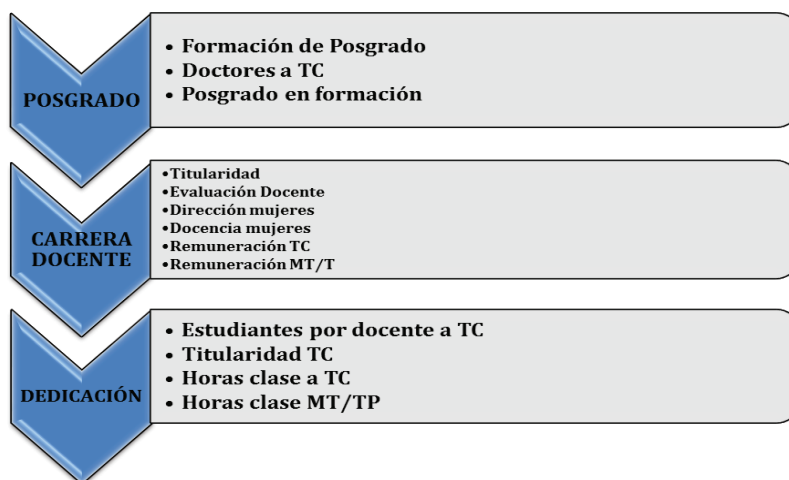 POSGRADO
• Formación de Posgrado
• Doctores a TC
• Posgrado en formación
CARRERA
DOCENTE
•Titularidad
•Evaluación Docente
•Dirección mujeres
•Docencia mujeres
•Remuneración TC
•Remuneración MT/T
DEDICACIÓN
• Estudiantes por docente a TC
• Titularidad TC
• Horas clase a TC
• Horas clase MT/TP